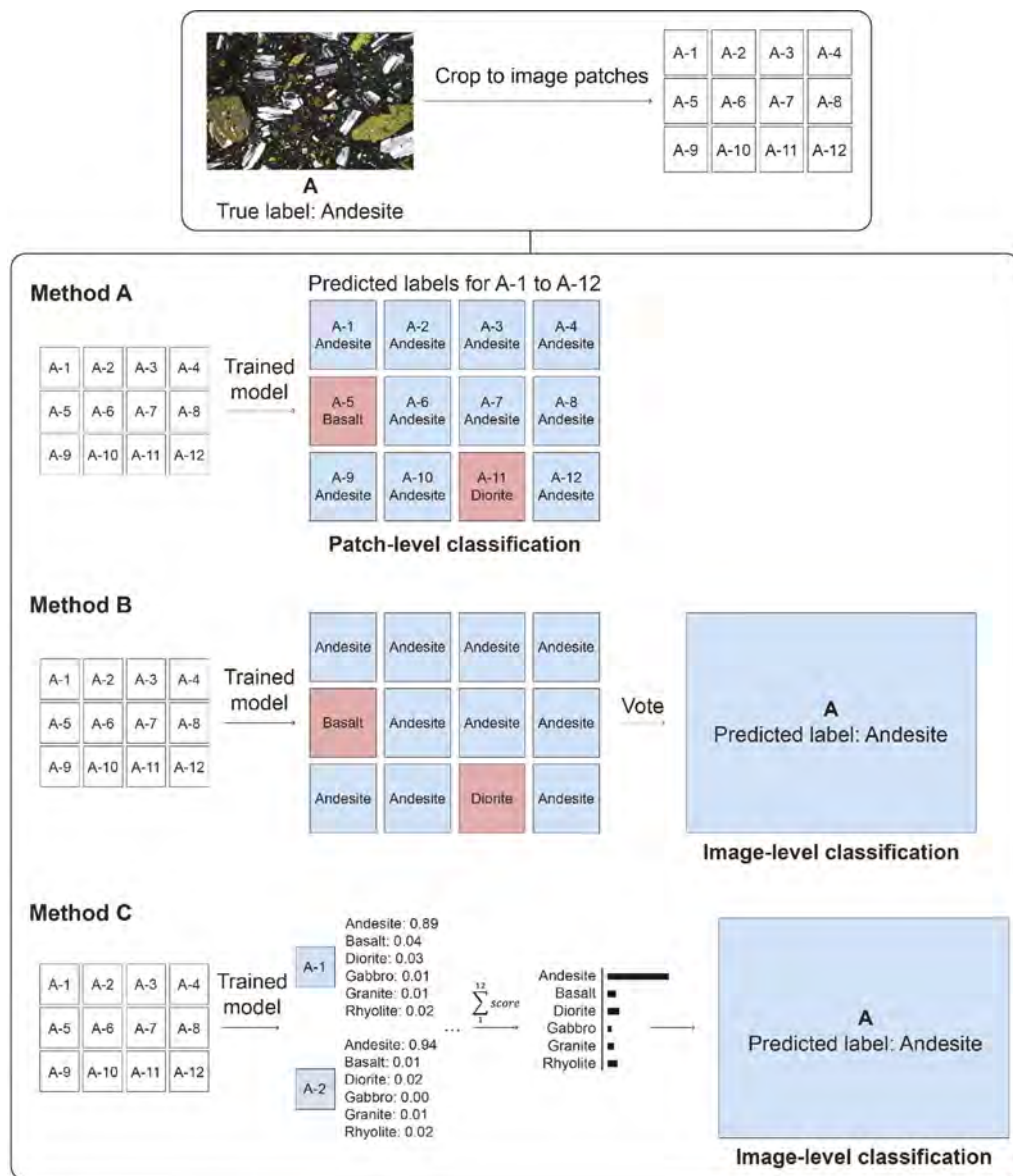 A-1 A-2 A-3 A-4
Crop to image patches
A-5 A-6 A-7 A-8
A-9 A-10 A-11 A-12
A
True label: Andesite
Method A
Predicted labels for A-1 to A-12
A-1 A-2 A-3 A-4
A-5 A-6 A-7 A-8
A-9 A-10 A-11 A-12
Trained
model
A-1 A-2 A-3 A-4
Andesite Andesite Andesite Andesite
A-5 A-6 A-7 A-8
Basalt Andesite Andesite Andesite
A-9 A-10 A-11 A-12
Andesite Andesite Diorite Andesite
Patch-level classification
Method B
A-1 A-2 A-3 A-4
A-5 A-6 A-7 A-8
A-9 A-10 A-11 A-12
Trained
model
Andesite Andesite Andesite Andesite
Basalt Andesite Andesite Andesite
Andesite Andesite Diorite Andesite
Vote
A
Predicted label: Andesite
Image-level classification
Method C
A-1 A-2 A-3 A-4
A-5 A-6 A-7 A-8
A-9 A-10 A-11 A-12
Trained
model
A-1
Andesite: 0.89
Basalt: 0.04
Diorite: 0.03
Gabbro: 0.01
Granite: 0.01
Rhyolite: 0.02
...
A-2
Andesite: 0.94
Basalt: 0.01
Diorite: 0.02
Gabbro: 0.00
Granite: 0.01
Rhyolite: 0.02
12
∑ score
1
Andesite
Basalt
Diorite
Gabbro
Granite
Rhyolite
A
Predicted label: Andesite
Image-level classification